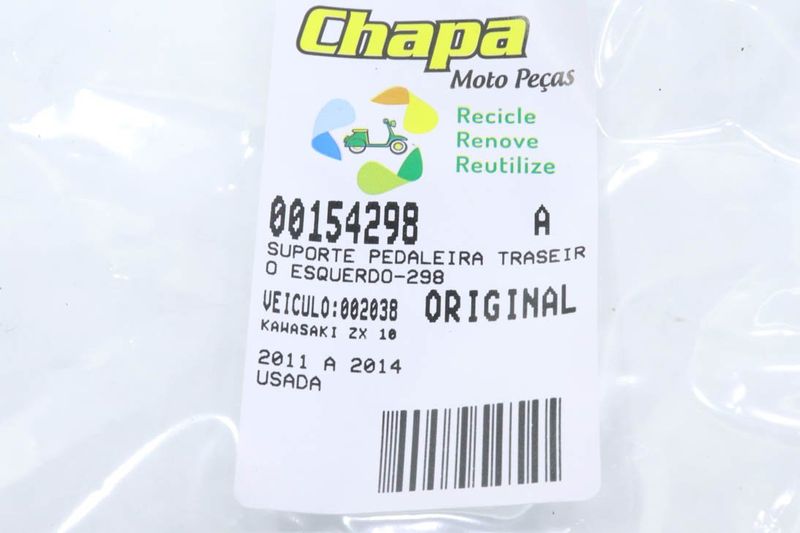 Chapa
Moto Peças
Recicle
Renove
Reutilize
00154298 A
SUPORTE PEDALEIRA TRASEIR
O ESQUERDO-298
VEICULO:002038 ORIGINAL
KAWASAKI ZX 10
2011 A 2014
USADA